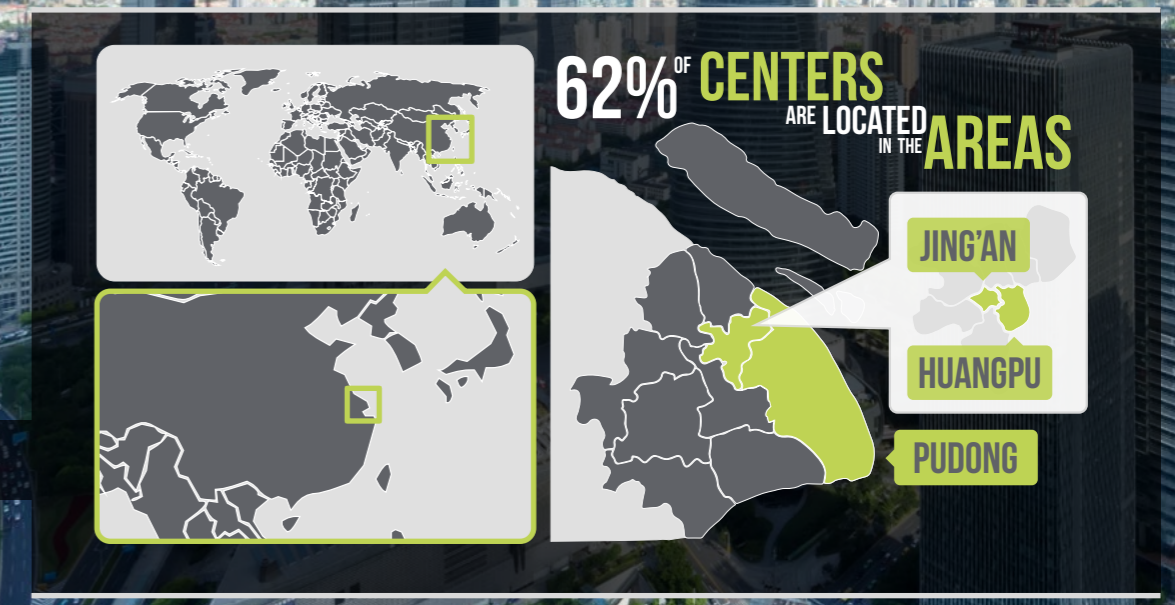 62% OF CENTERS
ARE LOCATED
IN THE AREAS
JING'AN
HUANGPU
PUDONG